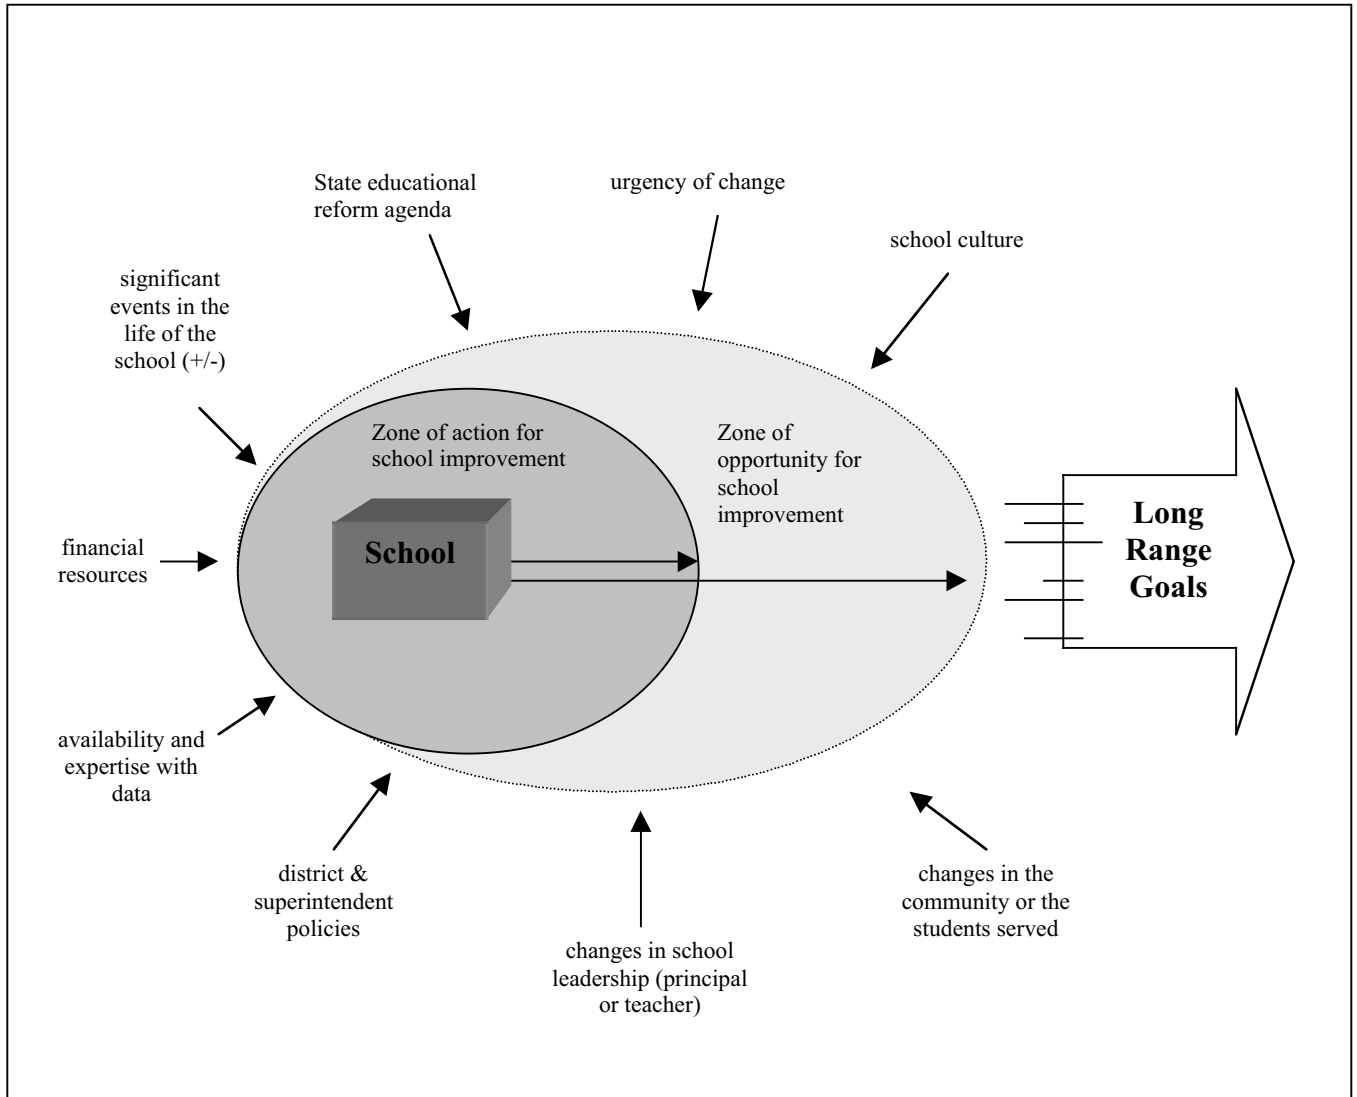 State educational
reform agenda
urgency of change
school culture
significant
events in the
life of the
school (+/-)
Zone of action for
school improvement
Zone of
opportunity for
school
improvement
School
Long
Range
Goals
financial
resources
availability and
expertise with
data
district &
superintendent
policies
changes in school
leadership (principal
or teacher)
changes in the
community or the
students served